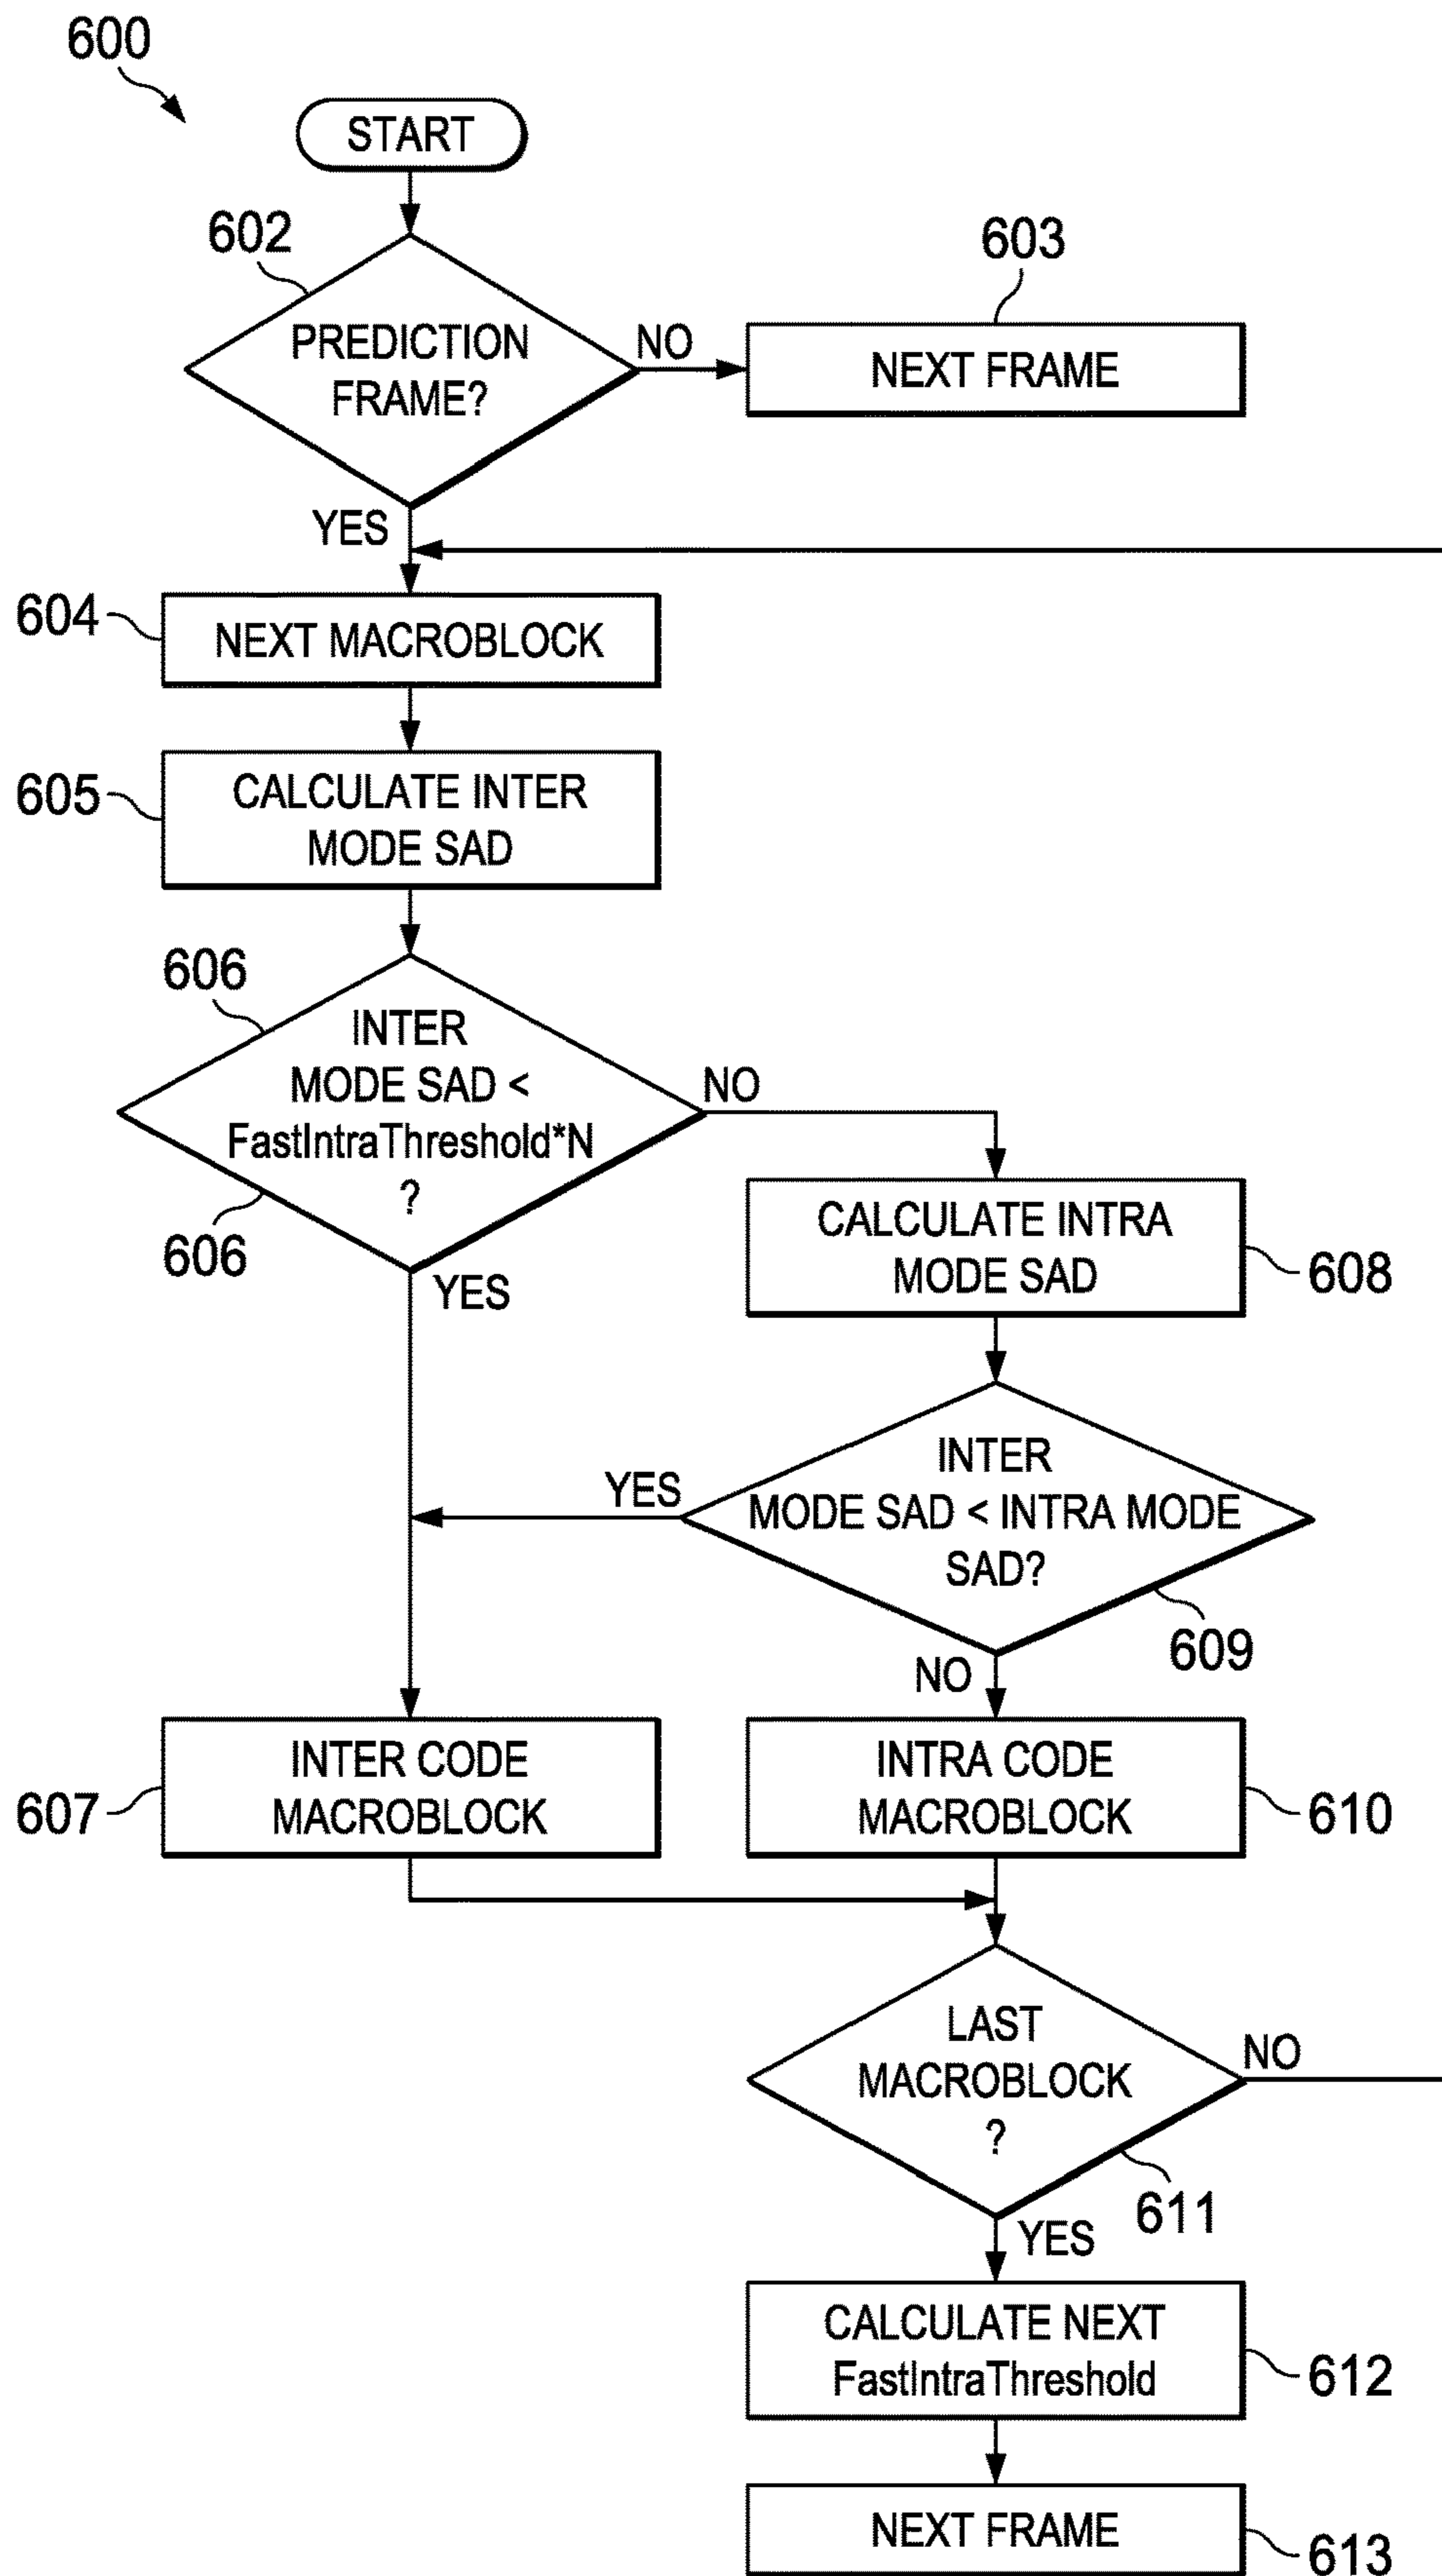 600
START
602
603
PREDICTION
FRAME?
NO
NEXT FRAME
YES
604
NEXT MACROBLOCK
605
CALCULATE INTER
MODE SAD
606
INTER
MODE SAD <
FastIntraThreshold*N
?
NO
606
YES
CALCULATE INTRA
MODE SAD
608
INTER
MODE SAD < INTRA MODE
SAD?
YES
609
NO
607
INTER CODE
MACROBLOCK
INTRA CODE
MACROBLOCK
610
LAST
MACROBLOCK
?
NO
611
YES
CALCULATE NEXT
FastIntraThreshold
612
NEXT FRAME
613